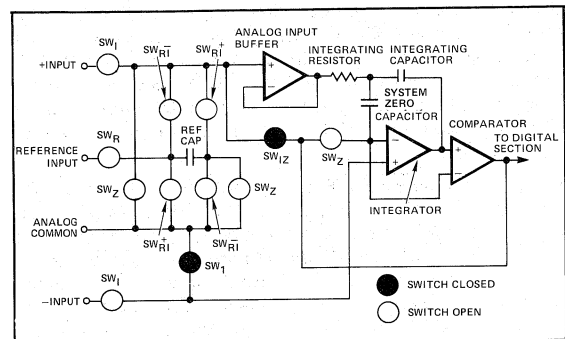 SW_I
+INPUT
SW_RI^-
SW_RI^+
ANALOG INPUT
BUFFER
INTEGRATING
RESISTOR
INTEGRATING
CAPACITOR
+
−
SYSTEM
ZERO
CAPACITOR
COMPARATOR
TO DIGITAL
SECTION
SW_R
REFERENCE
INPUT
REF
CAP
SW_IZ
SW_Z
−
+
+
−
INTEGRATOR
SW_Z
SW_Z
ANALOG
COMMON
SW_RI^+
SW_RI^-
SW_1
SW_I
−INPUT
SWITCH CLOSED
SWITCH OPEN